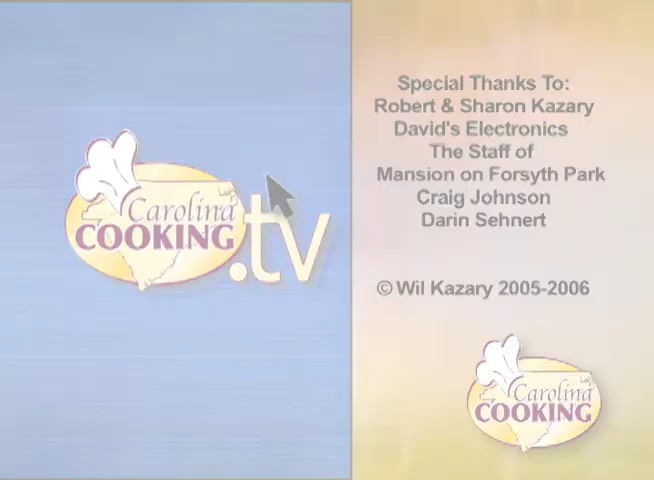 Carolina
COOKING
.tv
Special Thanks To:
Robert & Sharon Kazary
David's Electronics
The Staff of
Mansion on Forsyth Park
Craig Johnson
Darin Sehnert
© Wil Kazary 2005-2006
Carolina
COOKING